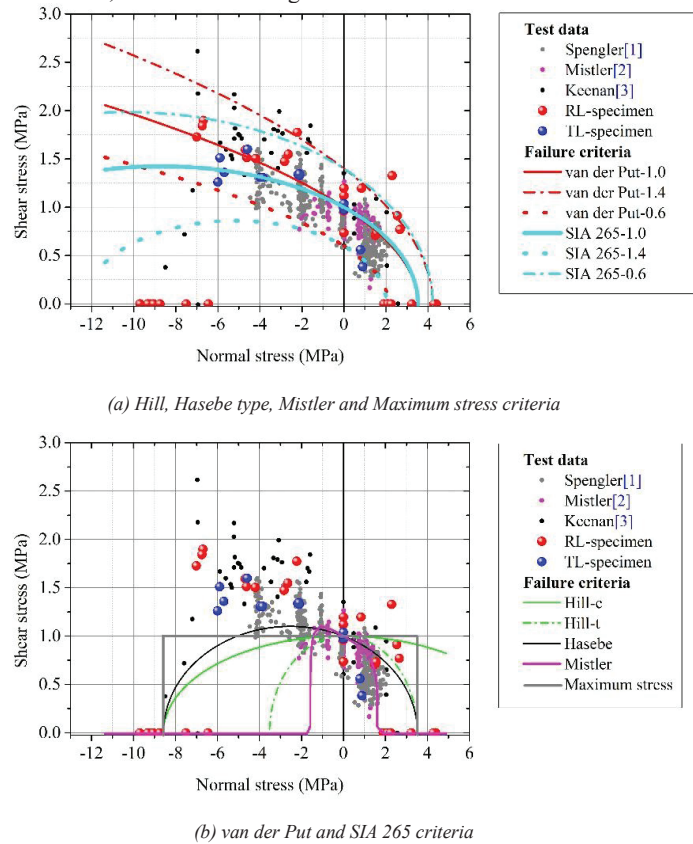 3.0
2.5
2.0
1.5
1.0
0.5
0.0
Shear stress (MPa)
-12 -10 -8 -6 -4 -2 0 2 4 6
Normal stress (MPa)
Test data
Spengler[1]
Mistler[2]
Keenan[3]
RL-specimen
TL-specimen
Failure criteria
van der Put-1.0
van der Put-1.4
van der Put-0.6
SIA 265-1.0
SIA 265-1.4
SIA 265-0.6
(a) Hill, Hasebe type, Mistler and Maximum stress criteria
3.0
2.5
2.0
1.5
1.0
0.5
0.0
Shear stress (MPa)
-12 -10 -8 -6 -4 -2 0 2 4 6
Normal stress (MPa)
Test data
Spengler[1]
Mistler[2]
Keenan[3]
RL-specimen
TL-specimen
Failure criteria
Hill-c
Hill-t
Hasebe
Mistler
Maximum stress
(b) van der Put and SIA 265 criteria